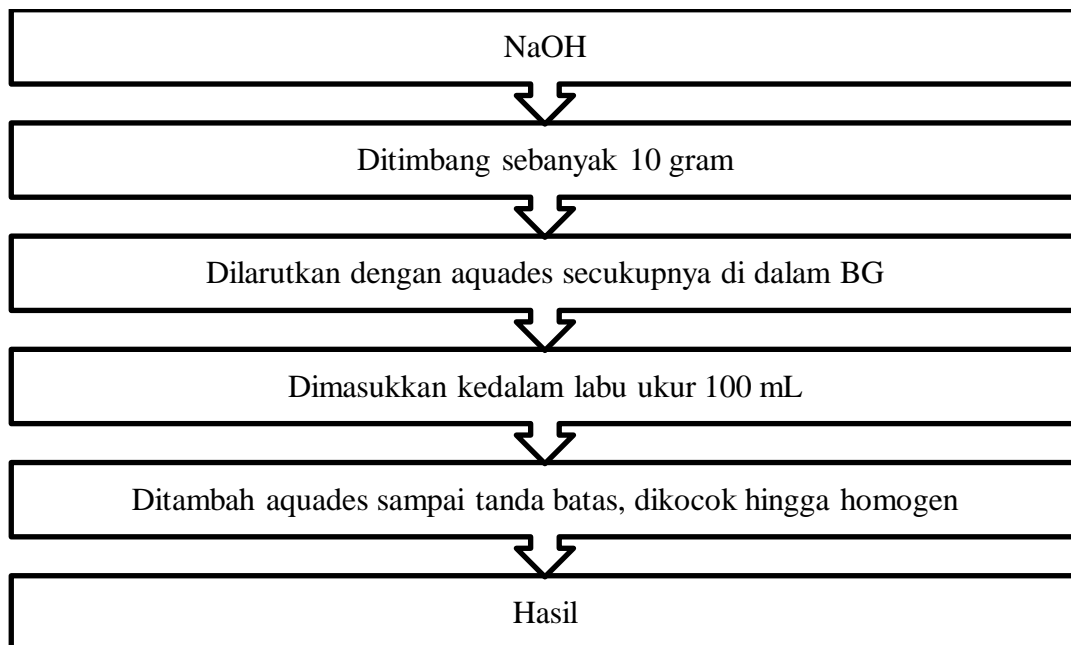 NaOH
Ditimbang sebanyak 10 gram
Dilarutkan dengan aquades secukupnya di dalam BG
Dimasukkan kedalam labu ukur 100 mL
Ditambah aquades sampai tanda batas, dikocok hingga homogen
Hasil